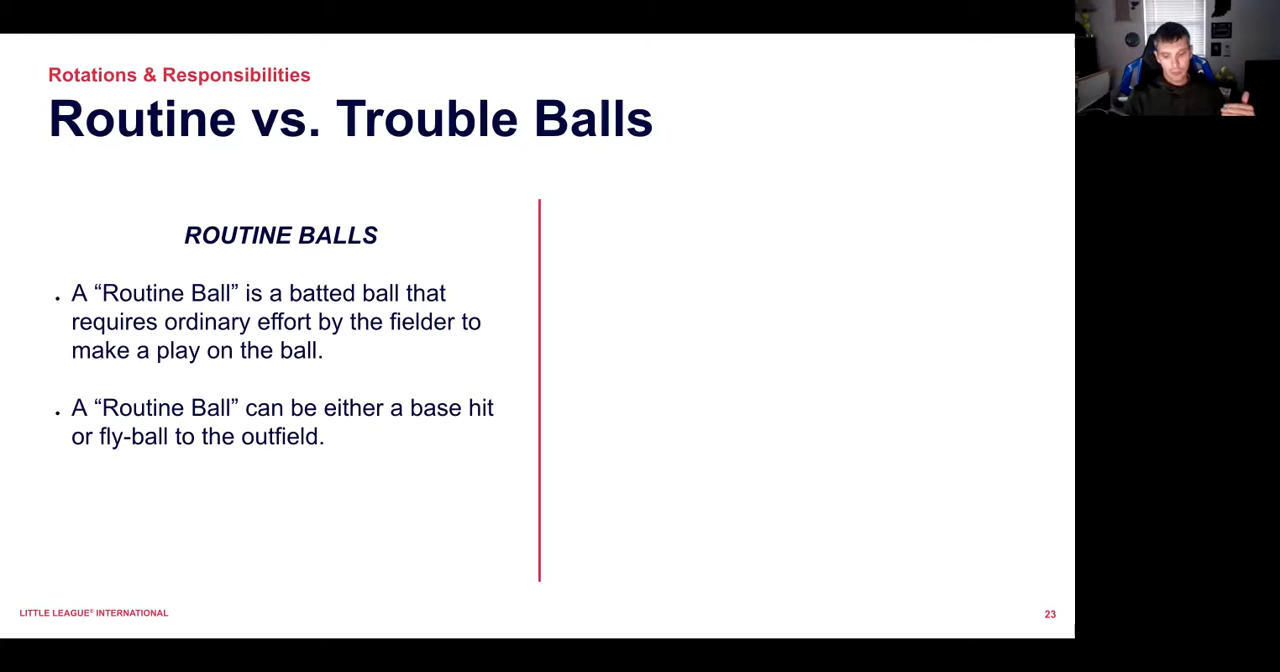 Rotations & Responsibilities
Routine vs. Trouble Balls
ROUTINE BALLS
• A “Routine Ball” is a batted ball that
requires ordinary effort by the fielder to
make a play on the ball.
• A “Routine Ball” can be either a base hit
or fly-ball to the outfield.
LITTLE LEAGUE® INTERNATIONAL
23